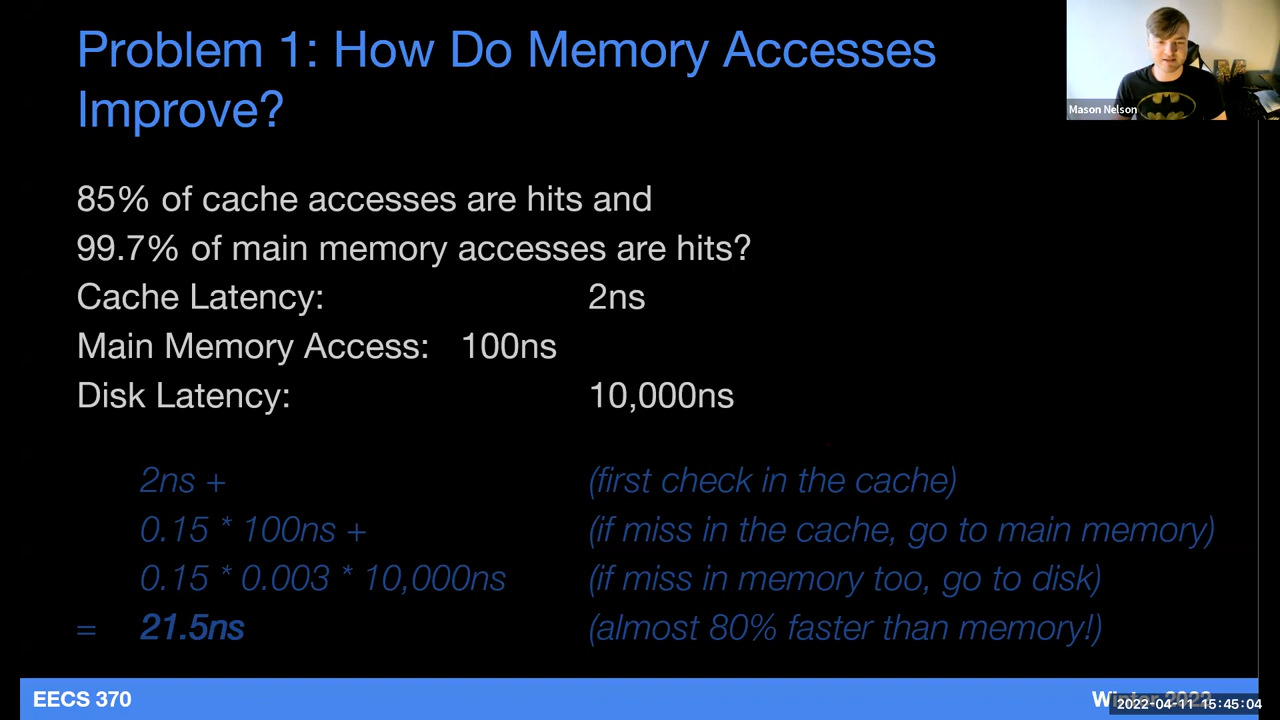 Problem 1: How Do Memory Accesses
Improve?
Mason Nelson
85% of cache accesses are hits and
99.7% of main memory accesses are hits?
Cache Latency: 2ns
Main Memory Access: 100ns
Disk Latency: 10,000ns
2ns + (first check in the cache)
0.15 * 100ns + (if miss in the cache, go to main memory)
0.15 * 0.003 * 10,000ns (if miss in memory too, go to disk)
= 21.5ns (almost 80% faster than memory!)
EECS 370 Winter 2022
2022-04-11 15:45:04